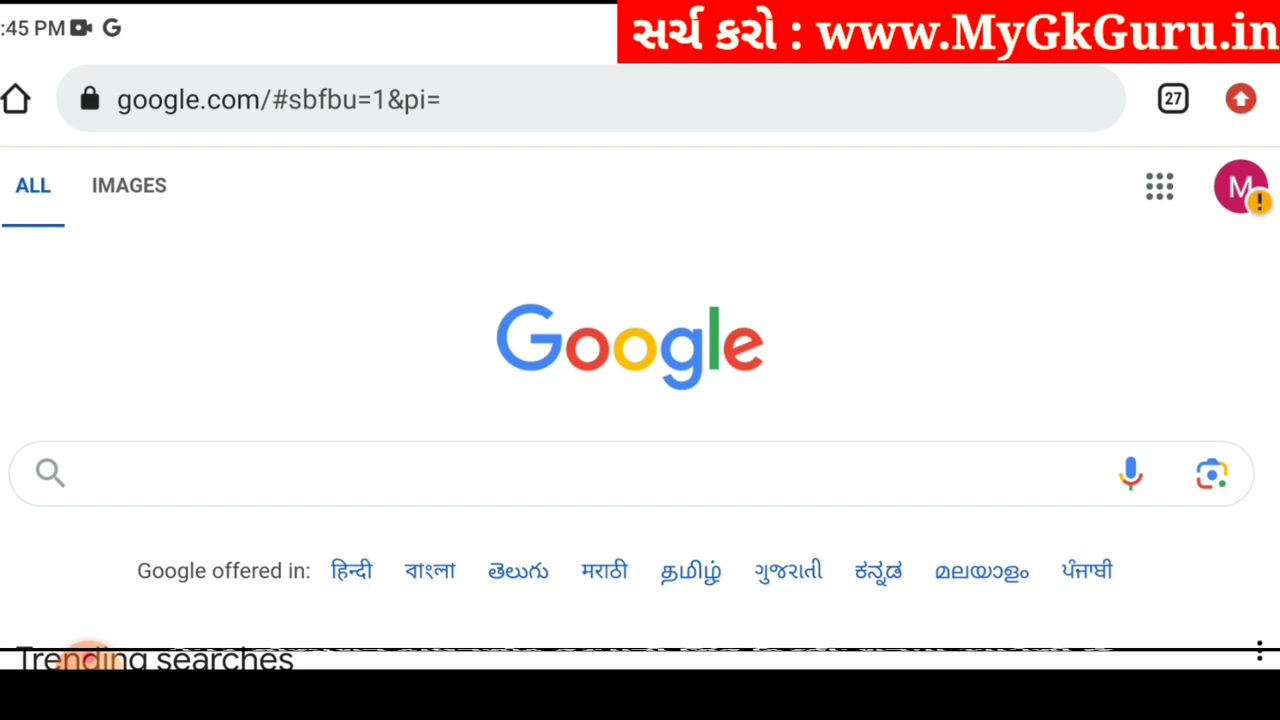 :45 PM
સર્ચ કરો : www.MyGkGuru.in
google.com/#sbfbu=1&pi=
27
ALL IMAGES
M
!
Google
Google offered in: हिन्दी বাংলা తెలుగు मराठी தமிழ் ગુજરાતી ಕನ್ನಡ മലയാളം ਪੰਜਾਬੀ
Trending searches